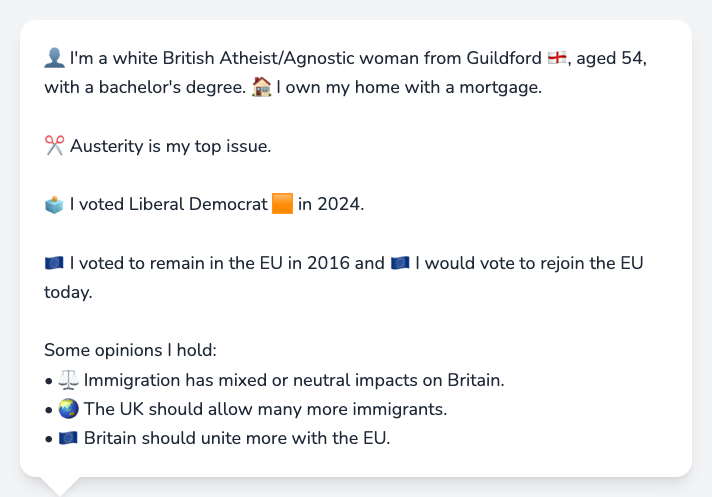 👤 I'm a white British Atheist/Agnostic woman from Guildford 🏴󠁧󠁢󠁥󠁮󠁧󠁿, aged 54,
with a bachelor's degree. 🏠 I own my home with a mortgage.
✂️ Austerity is my top issue.
🗳️ I voted Liberal Democrat 🟧 in 2024.
🇪🇺 I voted to remain in the EU in 2016 and 🇪🇺 I would vote to rejoin the EU
today.
Some opinions I hold:
• ⚖️ Immigration has mixed or neutral impacts on Britain.
• 🌏 The UK should allow many more immigrants.
• 🇪🇺 Britain should unite more with the EU.